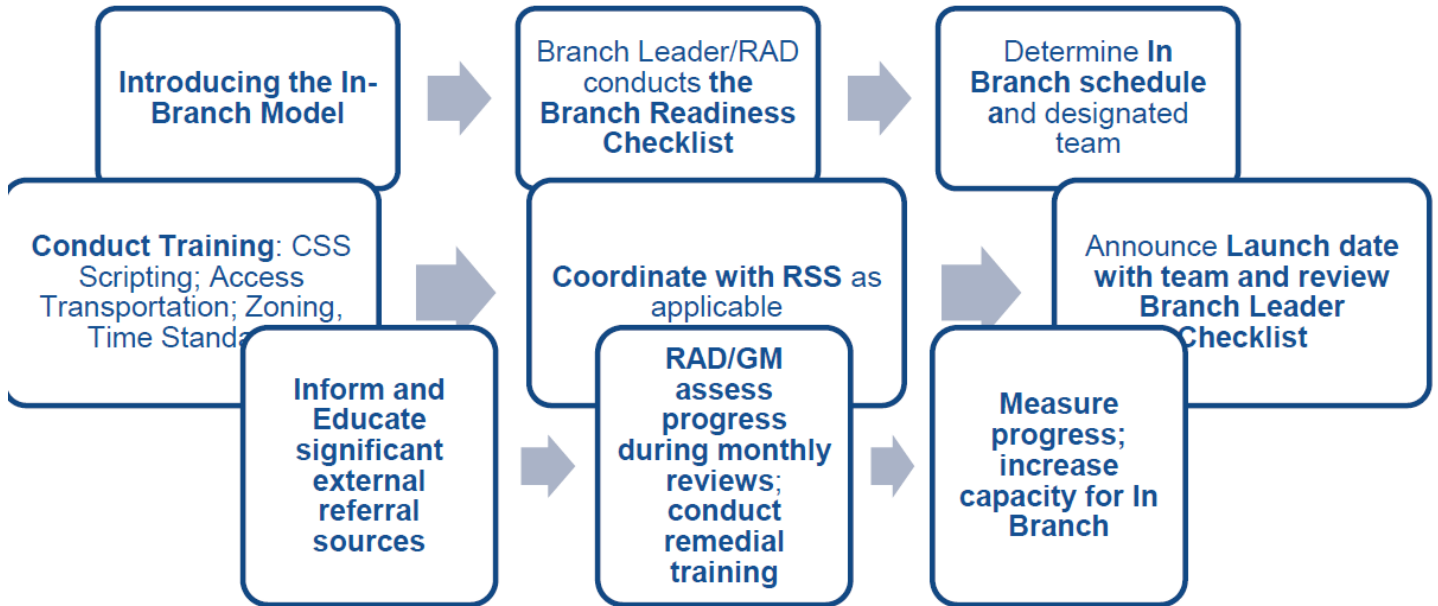 Introducing the In-
Branch Model
Branch Leader/RAD
conducts the
Branch Readiness
Checklist
Determine In
Branch schedule
and designated
team
Conduct Training: CSS
Scripting; Access
Transportation; Zoning,
Time Standa
Coordinate with RSS as
applicable
Announce Launch date
with team and review
Branch Leader
Checklist
Inform and
Educate
significant
external
referral
sources
RAD/GM
assess
progress
during monthly
reviews;
conduct
remedial
training
Measure
progress;
increase
capacity for In
Branch